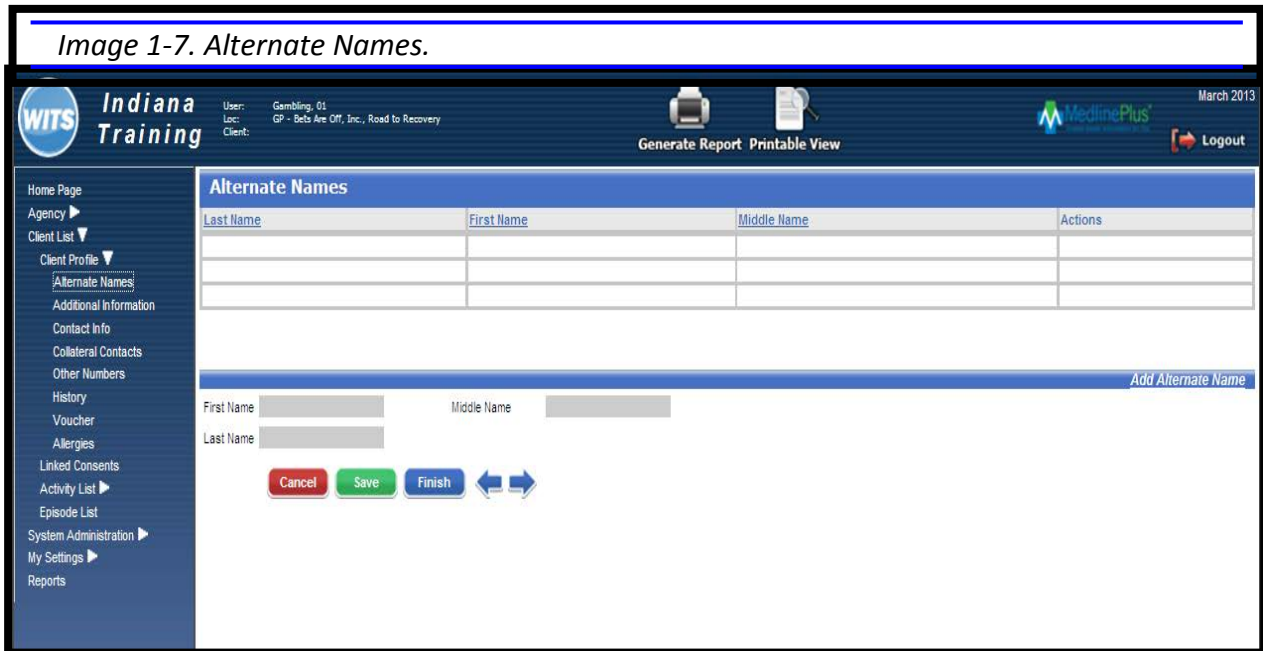 Image 1-7. Alternate Names.
WITS
Indiana
Training
User: Gambling, 01
Loc: GP - Bets Are Off, Inc., Road to Recovery
Client:
Generate Report Printable View
MedlinePlus
March 2013
Logout
Home Page
Agency
Client List
Client Profile
Alternate Names
Additional Information
Contact Info
Collateral Contacts
Other Numbers
History
Voucher
Allergies
Linked Consents
Activity List
Episode List
System Administration
My Settings
Reports
Alternate Names
Last Name First Name Middle Name Actions
Add Alternate Name
First Name Middle Name
Last Name
Cancel Save Finish